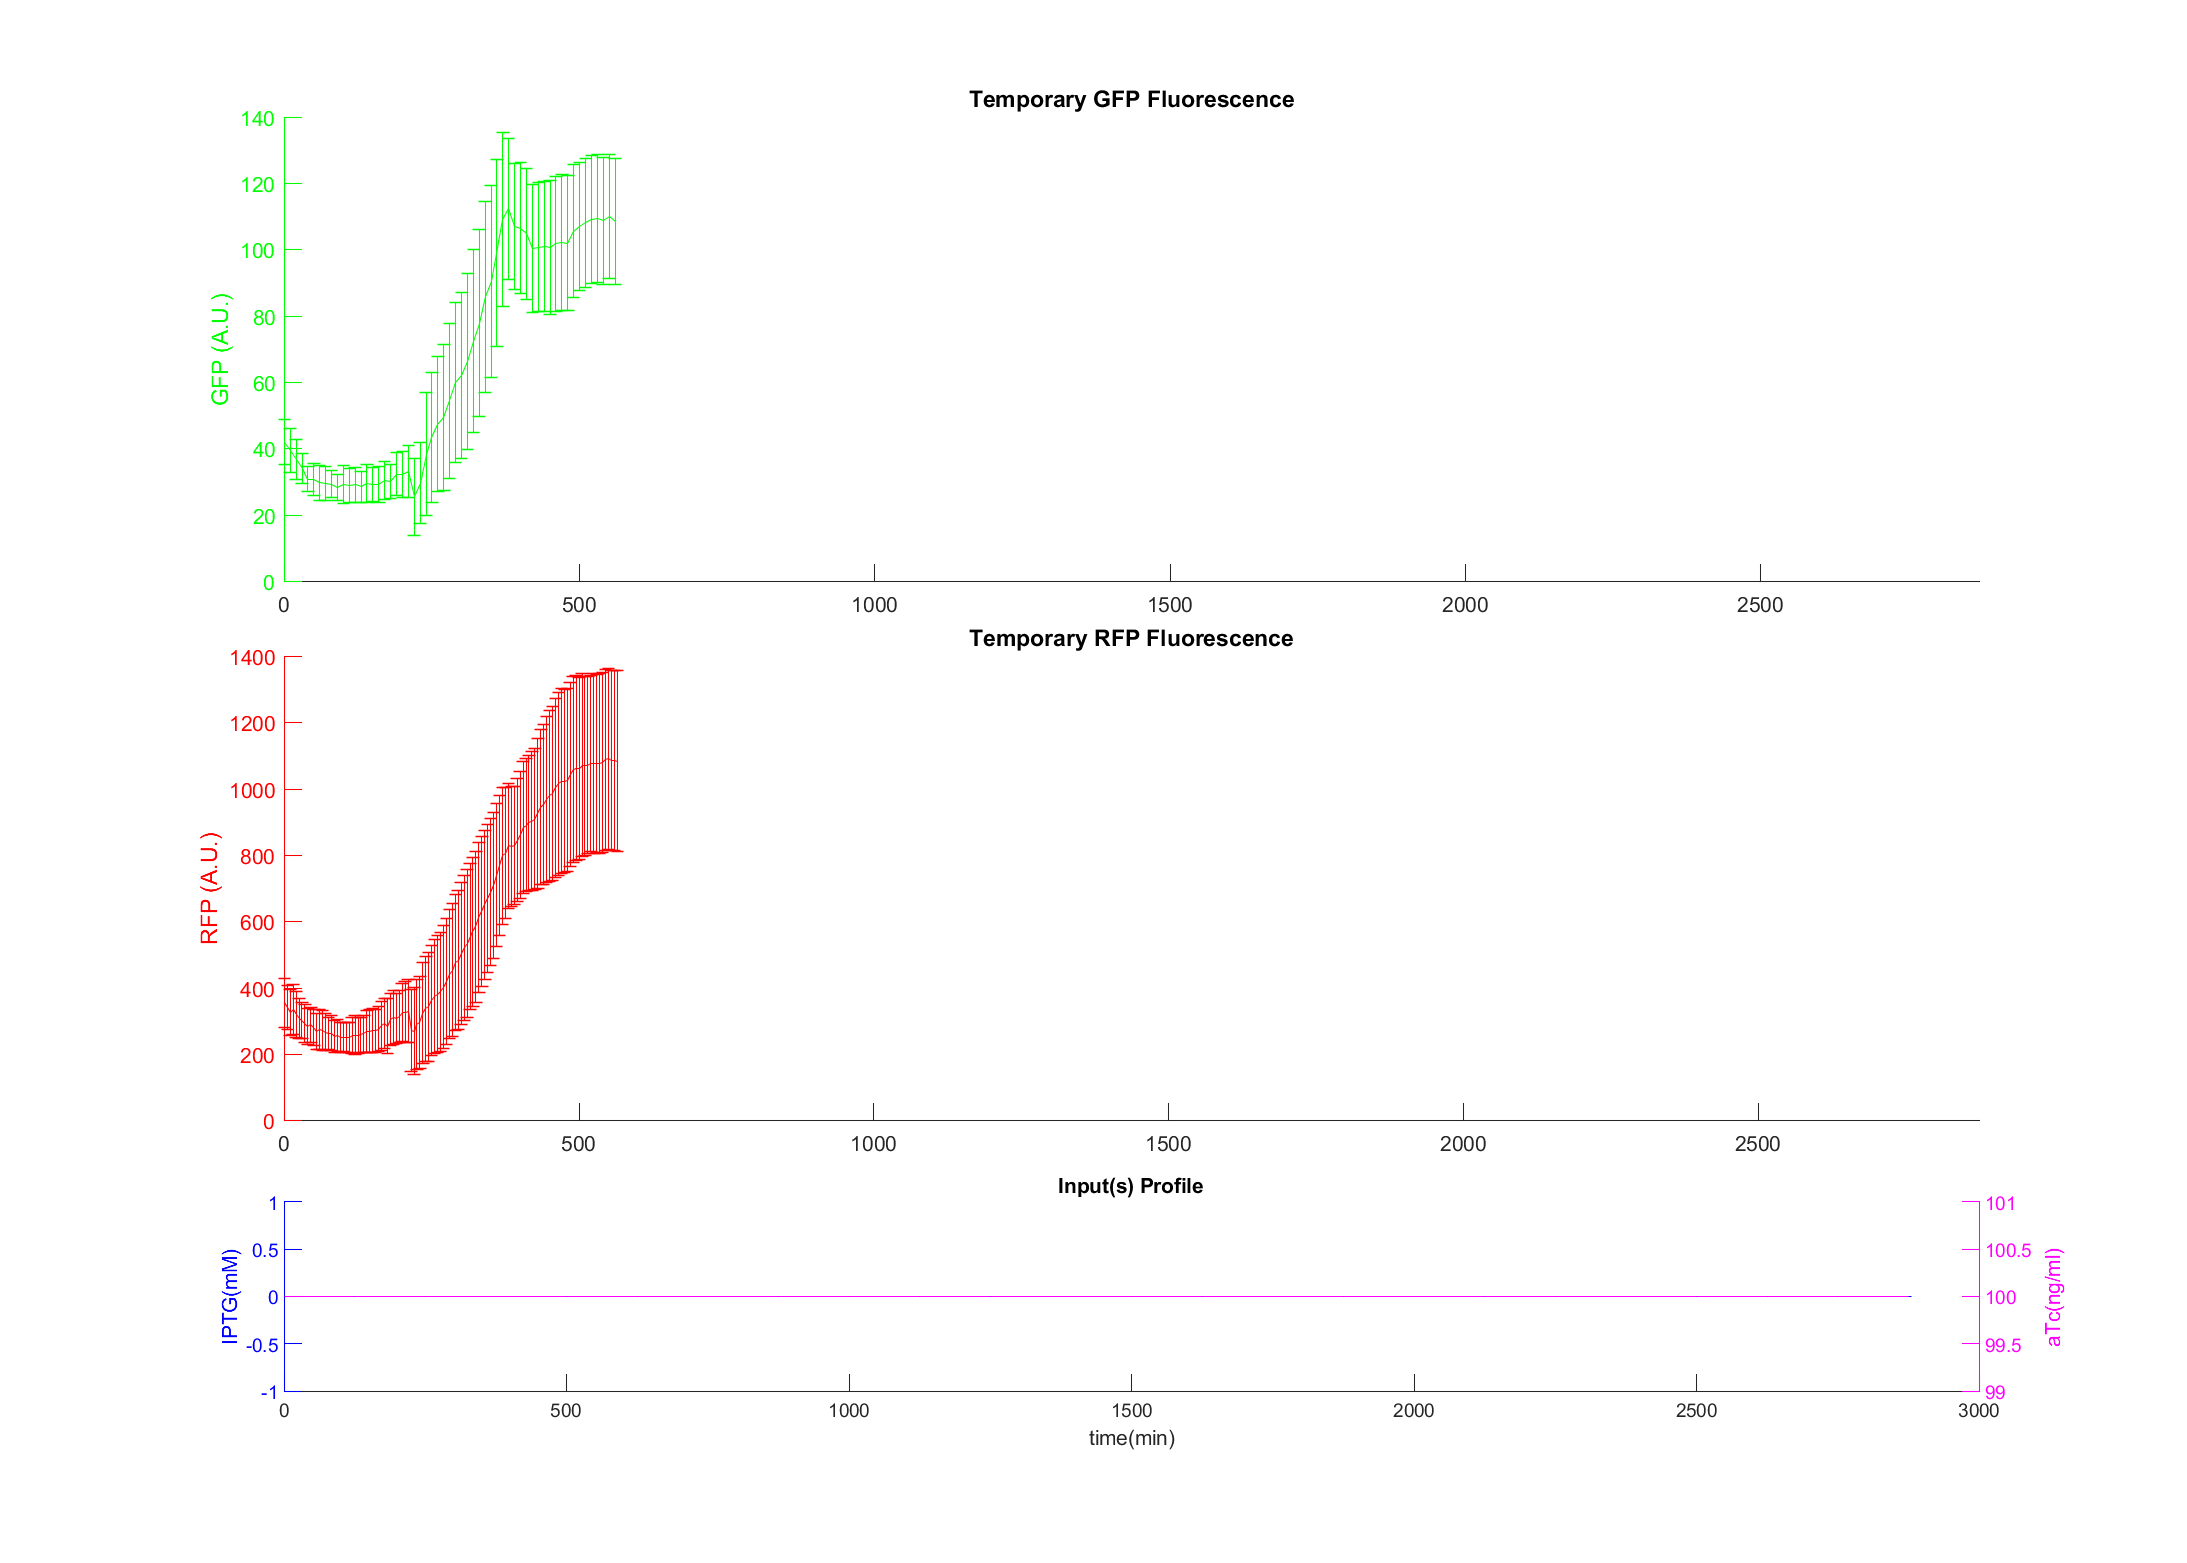 Temporary GFP Fluorescence
140
120
100
80
60
40
20
0
GFP (A.U.)
0 500 1000 1500 2000 2500
Temporary RFP Fluorescence
1400
1200
1000
800
600
400
200
0
RFP (A.U.)
0 500 1000 1500 2000 2500
Input(s) Profile
1
0.5
0
-0.5
-1
IPTG(mM)
101
100.5
100
99.5
99
aTc(ng/ml)
0 500 1000 1500 2000 2500 3000
time(min)